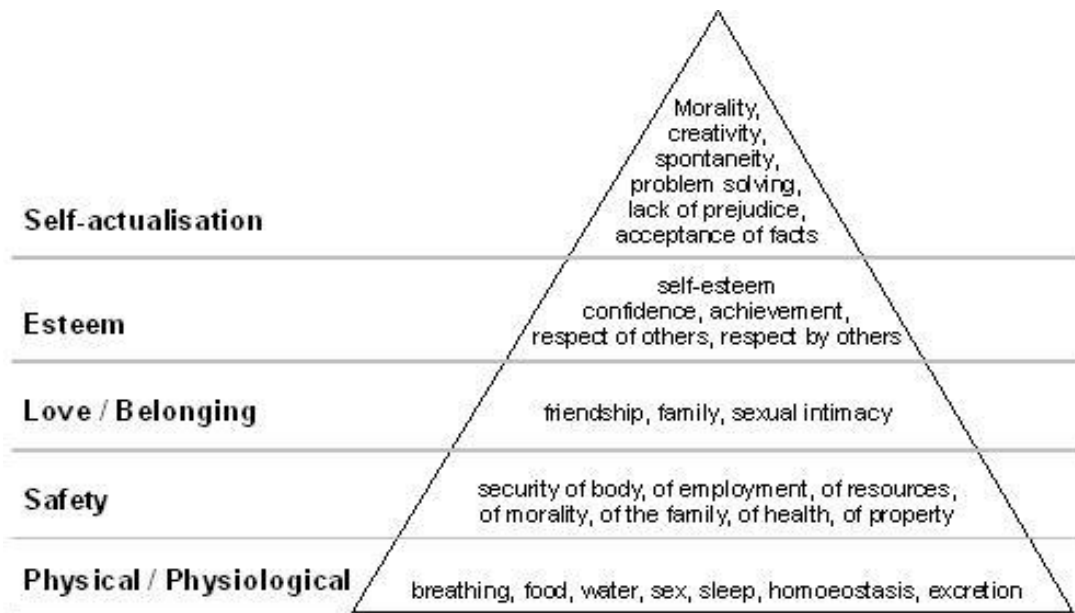 Morality,
creativity,
spontaneity,
problem solving,
lack of prejudice,
acceptance of facts
Self-actualisation
self-esteem
confidence, achievement,
respect of others, respect by others
Esteem
Love / Belonging
friendship, family, sexual intimacy
security of body, of employment, of resources,
of morality, of the family, of health, of property
Safety
Physical / Physiological
breathing, food, water, sex, sleep, homoeostasis, excretion